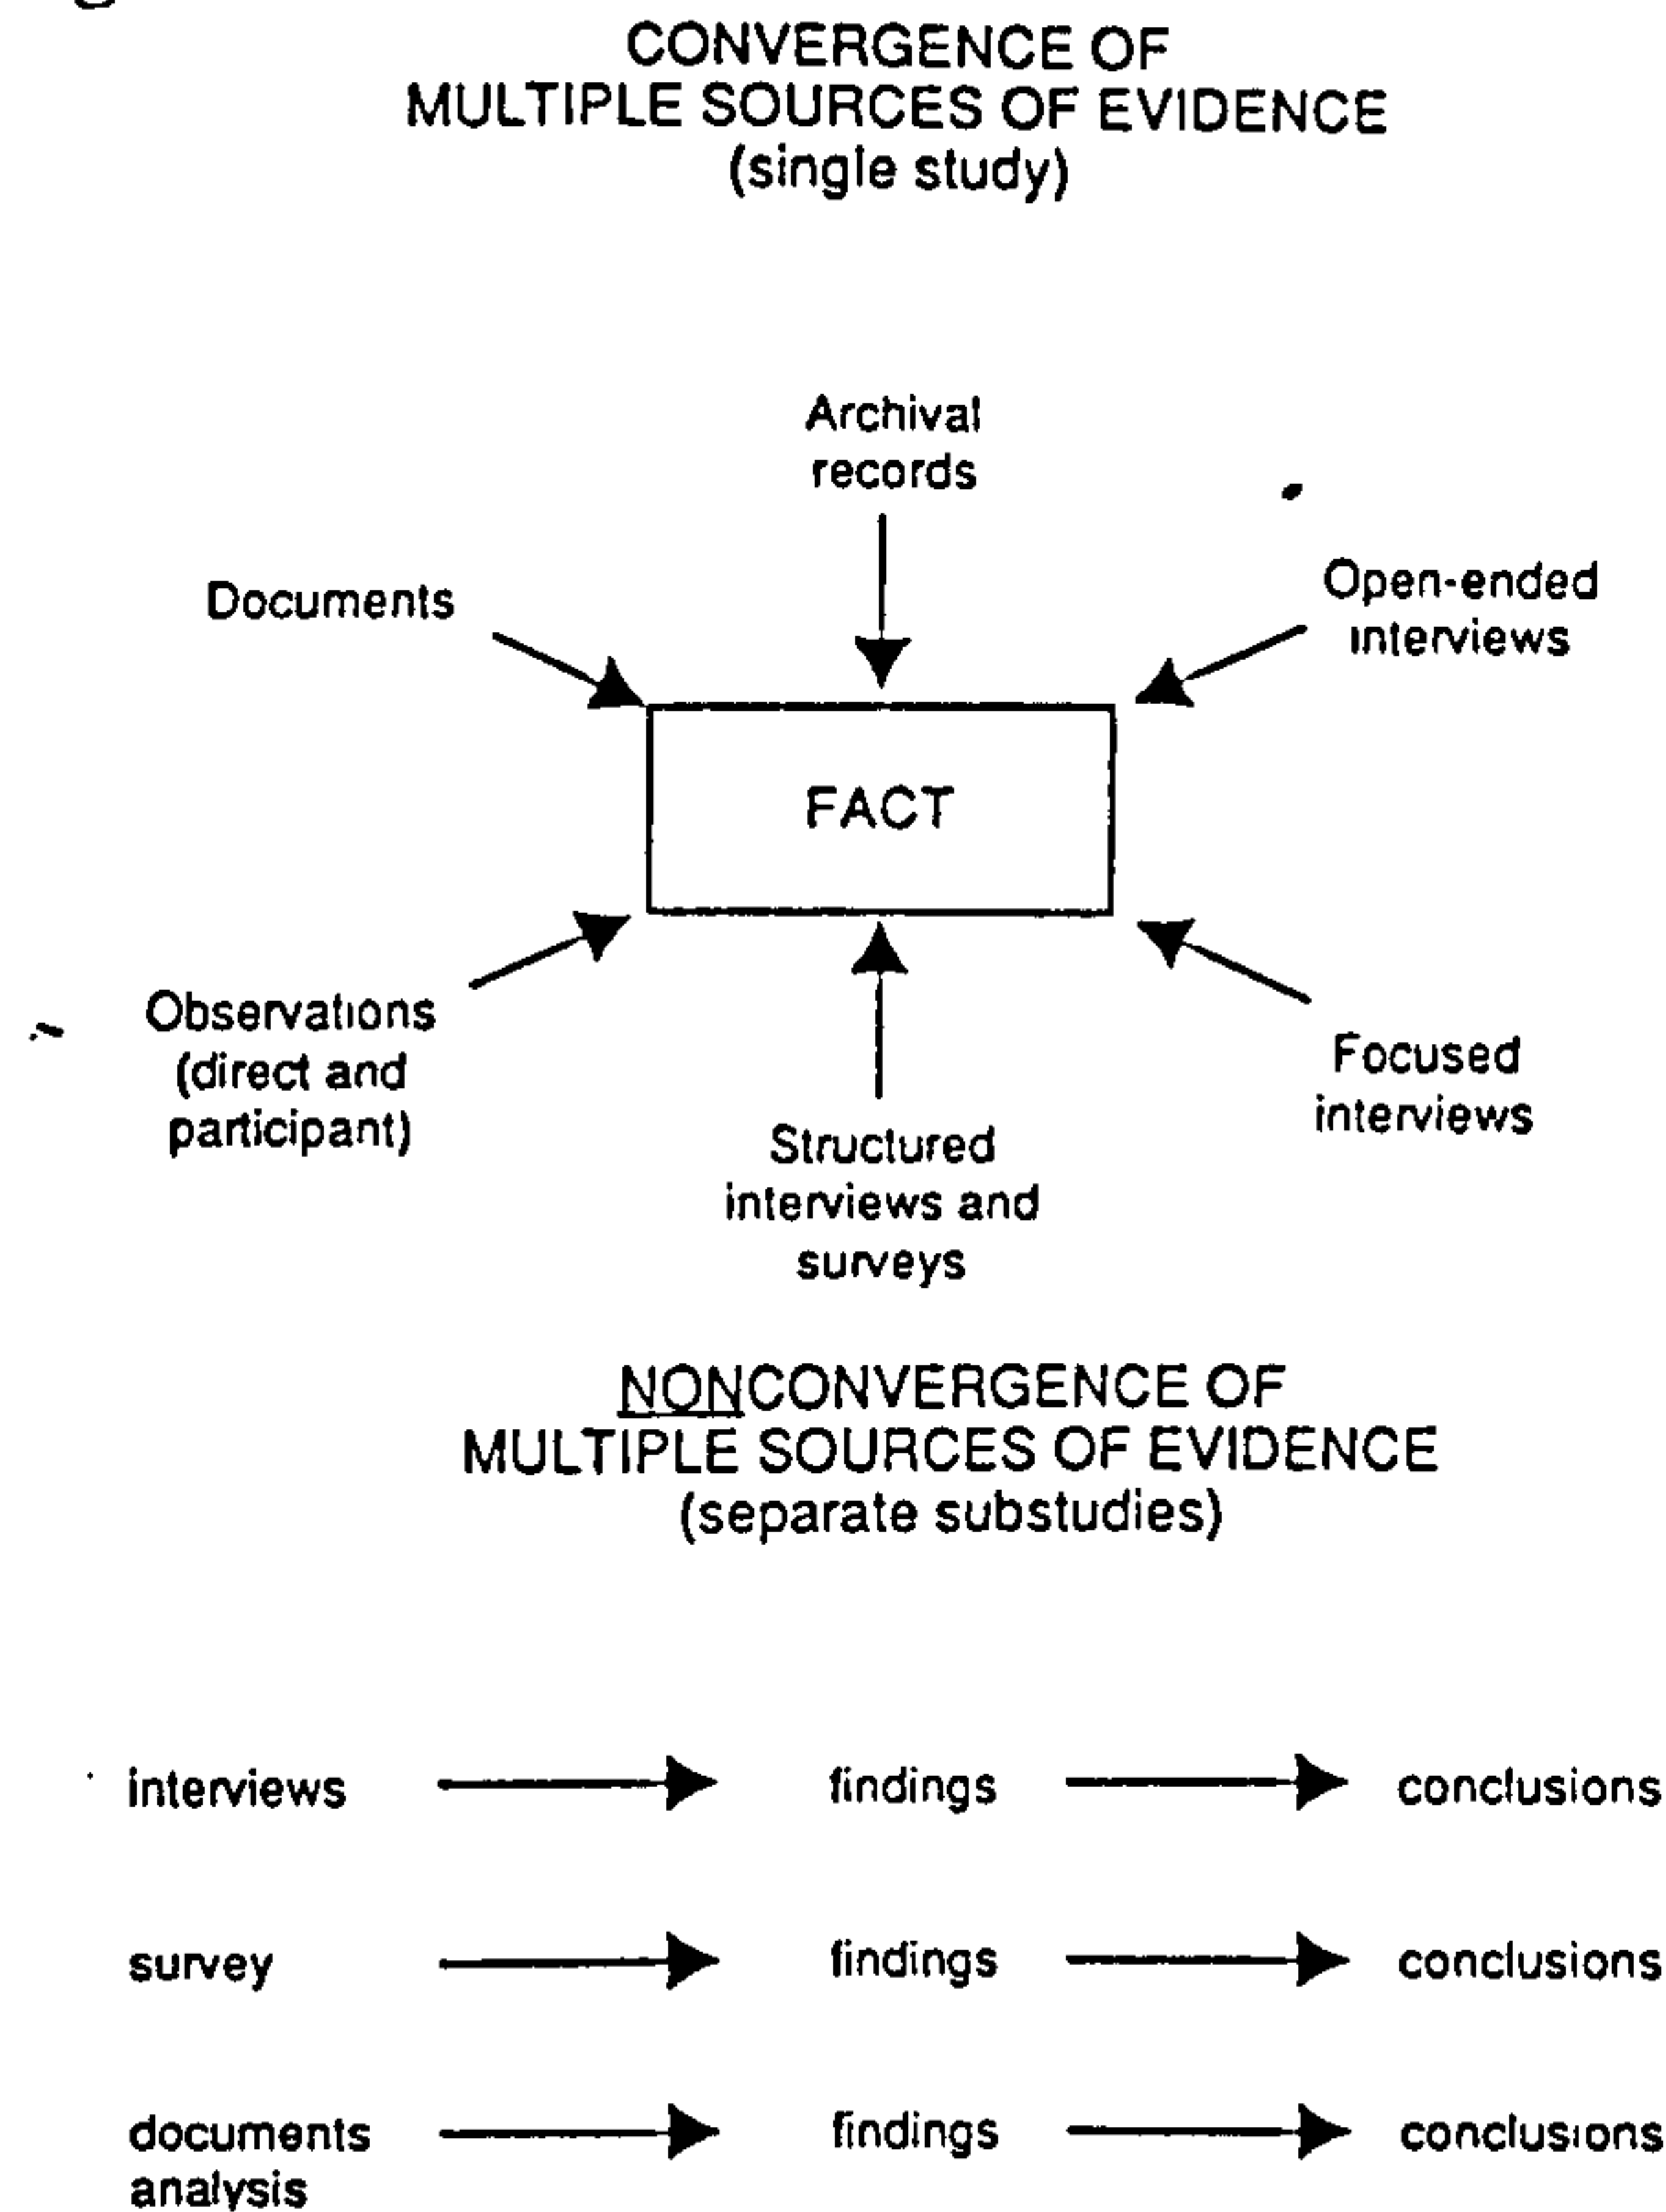 CONVERGENCE OF
MULTIPLE SOURCES OF EVIDENCE
(single study)
Archival
records
Documents
Open-ended
interviews
FACT
Observations
(direct and
participant)
Structured
interviews and
surveys
Focused
interviews
NONCONVERGENCE OF
MULTIPLE SOURCES OF EVIDENCE
(separate substudies)
interviews findings conclusions
survey findings conclusions
documents findings conclusions
analysis